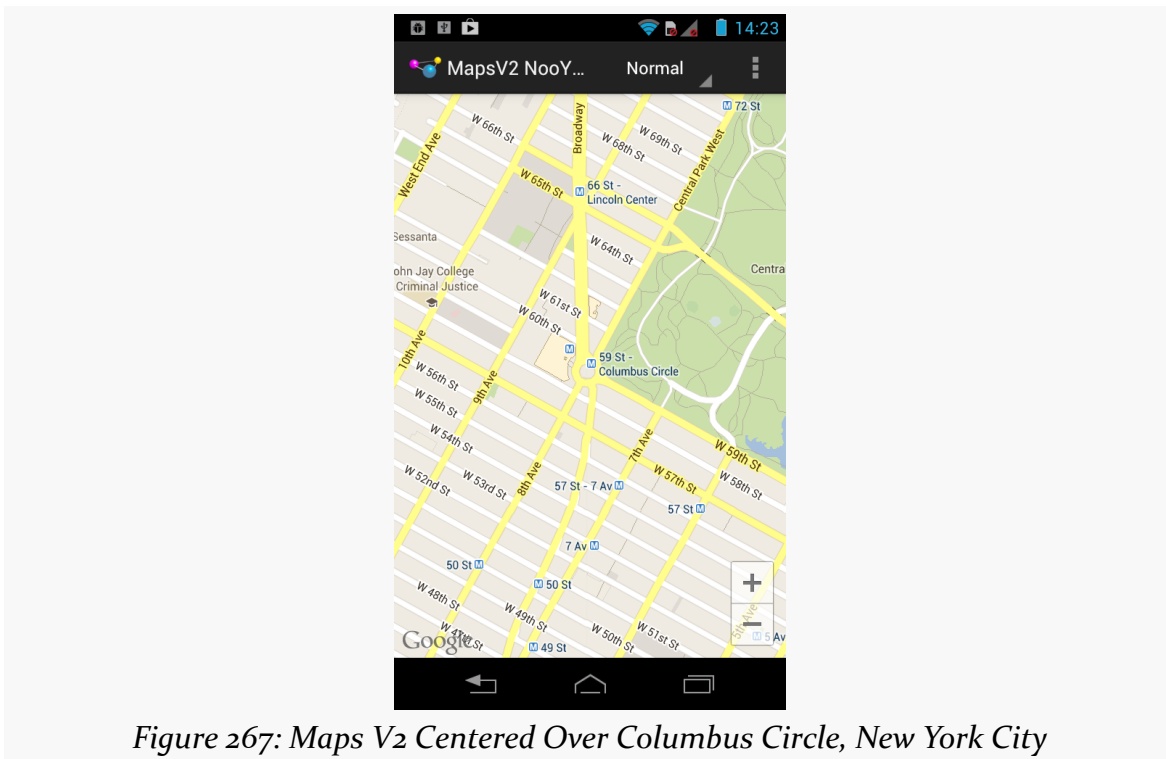 14:23
MapsV2 NooY...
Normal
72 St
W 66th St
Broadway
W 69th St
W 68th St
Central Park West
West End Ave
W 65th St
66 St -
Lincoln Center
Sessanta
W 64th St
ohn Jay College
Criminal Justice
Centra
W 61st St
W 60th St
10th Ave
59 St -
Columbus Circle
W 56th St
9th Ave
W 55th St
W 54th St
7th Ave
W 59th St
W 52nd St
W 53rd St
8th Ave
57 St - 7 Av
W 57th St
W 58th St
57 St
7 Av
50 St
50 St
W 48th St
W 49th St
5th Ave
W 50th St
W 51st St
5 Av
Google
49 St
Figure 267: Maps V2 Centered Over Columbus Circle, New York City